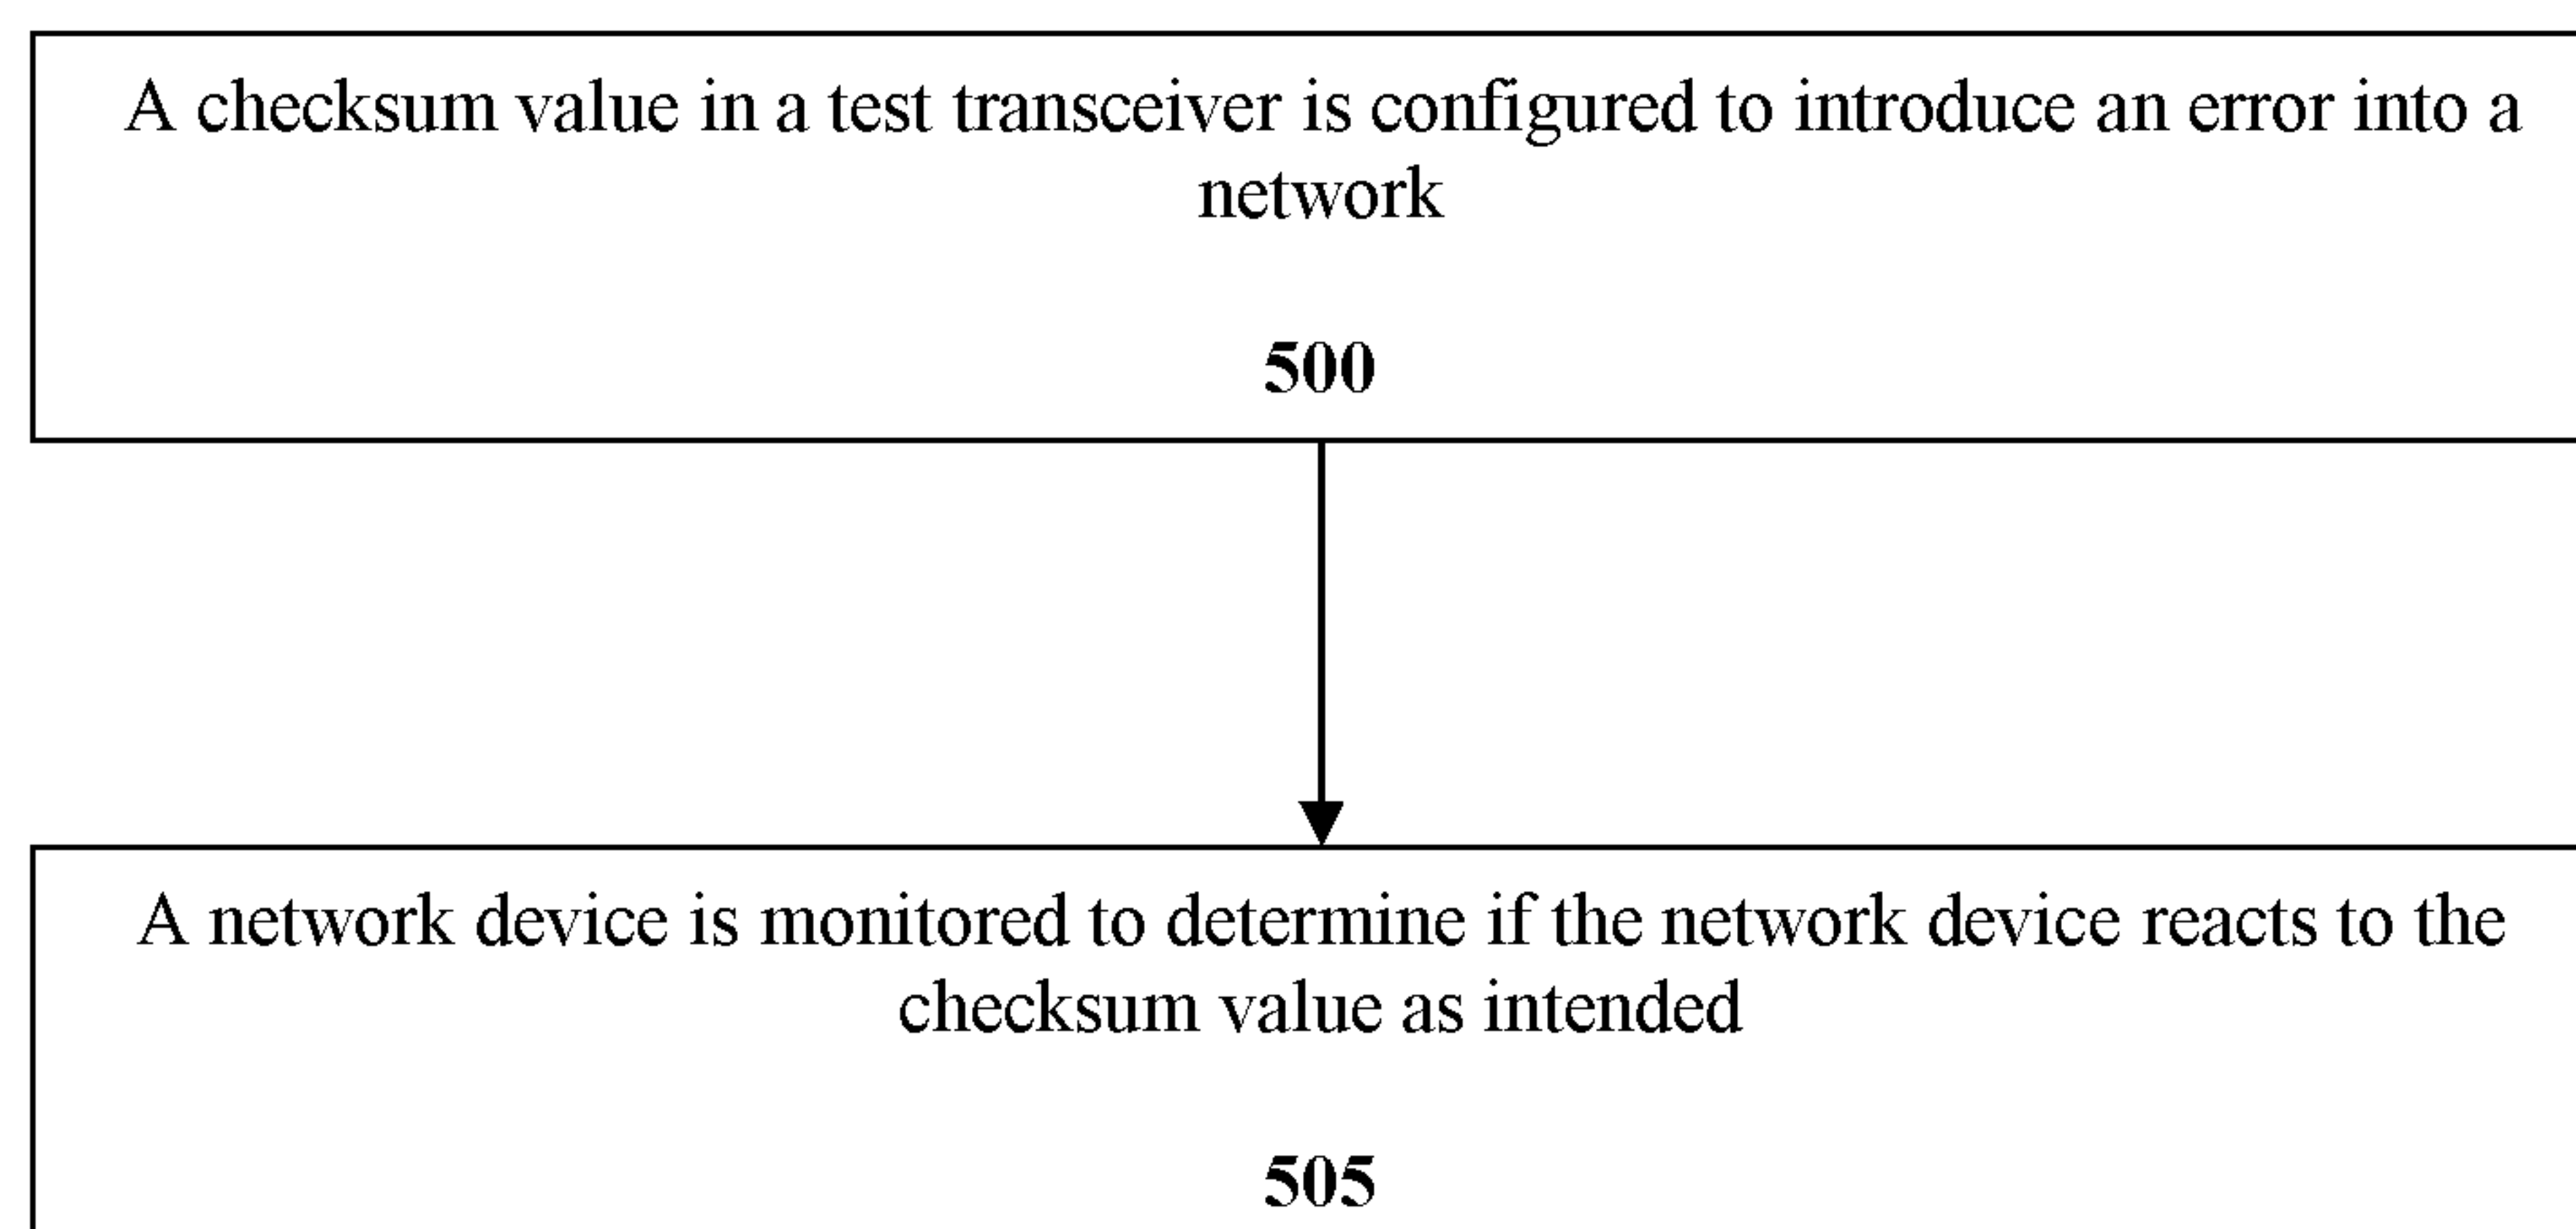 A checksum value in a test transceiver is configured to introduce an error into a
network
500
A network device is monitored to determine if the network device reacts to the
checksum value as intended
505